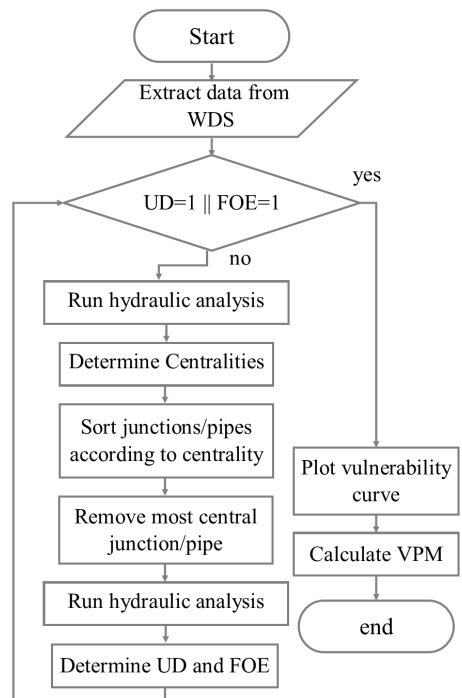 Start
Extract data from
WDS
UD=1 || FOE=1
yes
no
Run hydraulic analysis
Determine Centralities
Sort junctions/pipes
according to centrality
Remove most central
junction/pipe
Run hydraulic analysis
Determine UD and FOE
Plot vulnerability
curve
Calculate VPM
end